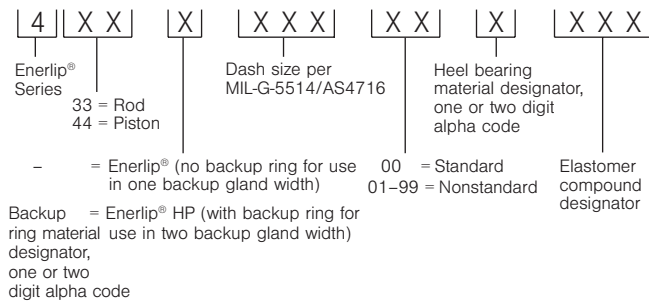 4 X X X X X X X X X X X X
Enerlip®
Series
33 = Rod
44 = Piston
Dash size per
MIL-G-5514/AS4716
Heel bearing
material designator,
one or two digit
alpha code
– = Enerlip® (no backup ring for use
in one backup gland width)
Backup = Enerlip® HP (with backup ring for
ring material use in two backup gland width)
designator,
one or two
digit alpha code
00 = Standard
01–99 = Nonstandard
Elastomer
compound
designator